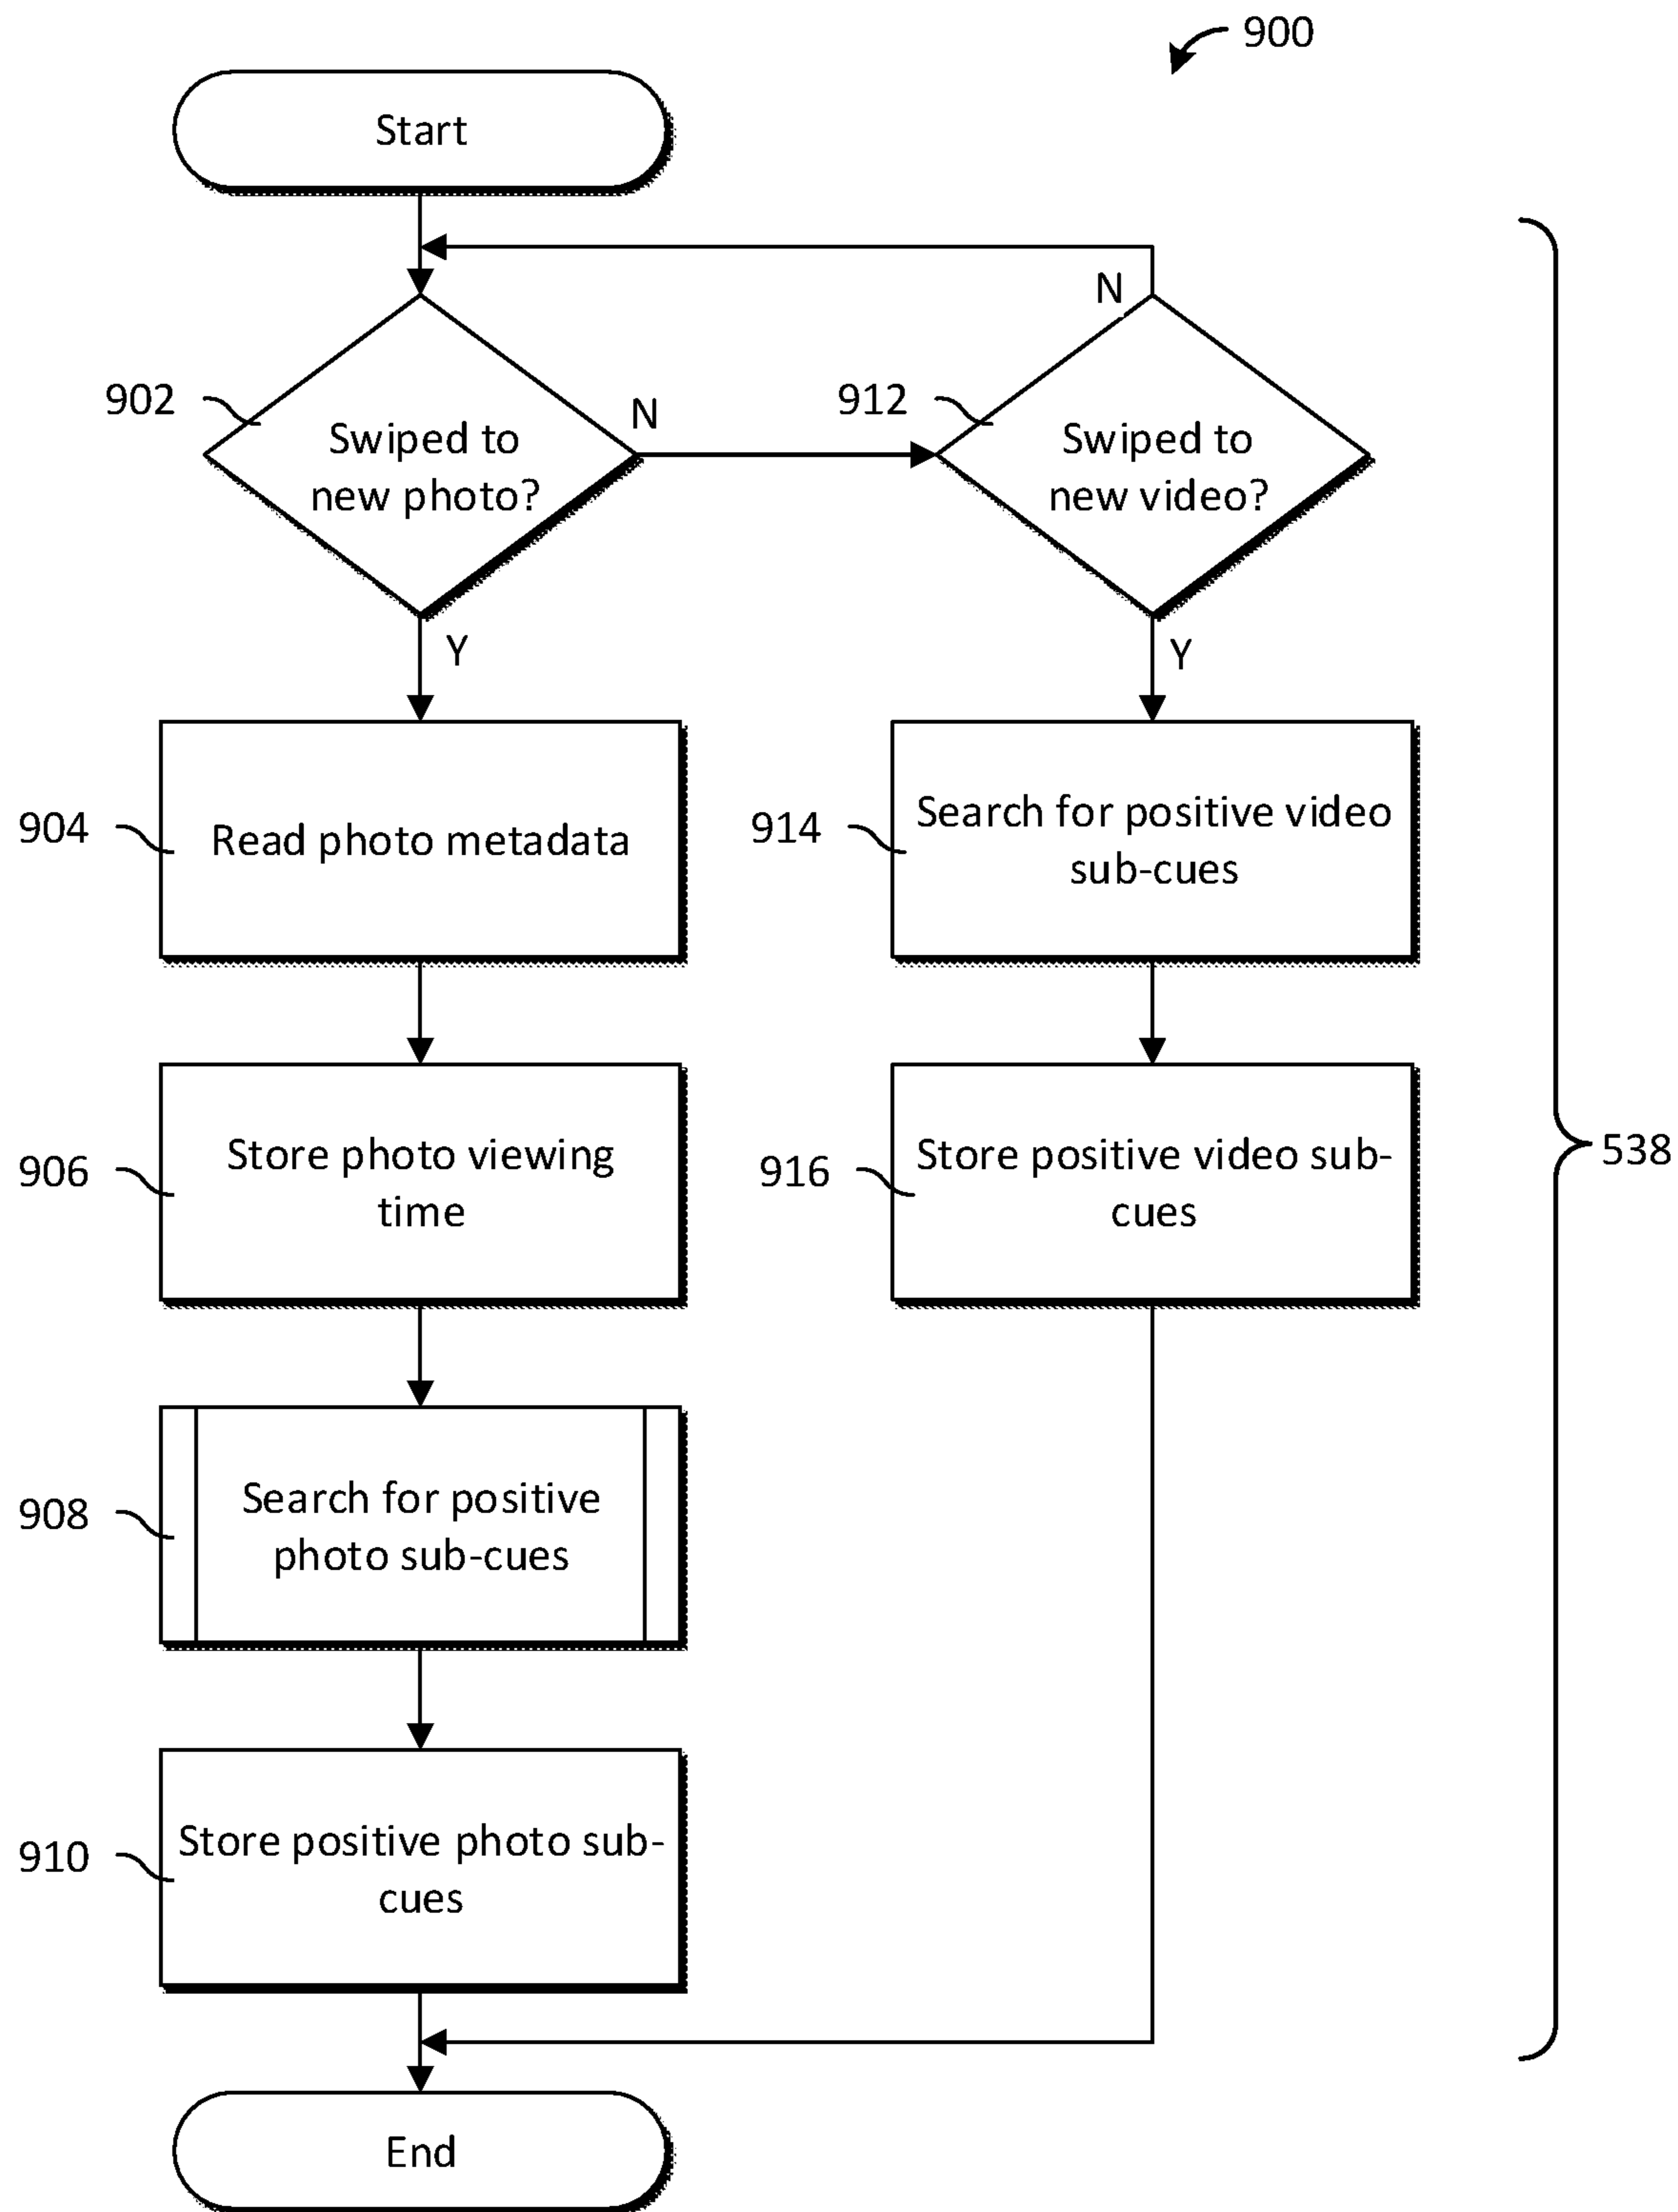 900
Start
N
902
Swiped to
new photo?
N
912
Swiped to
new video?
Y
Y
904
Read photo metadata
914
Search for positive video
sub-cues
906
Store photo viewing
time
916
Store positive video sub-
cues
538
908
Search for positive
photo sub-cues
910
Store positive photo sub-
cues
End